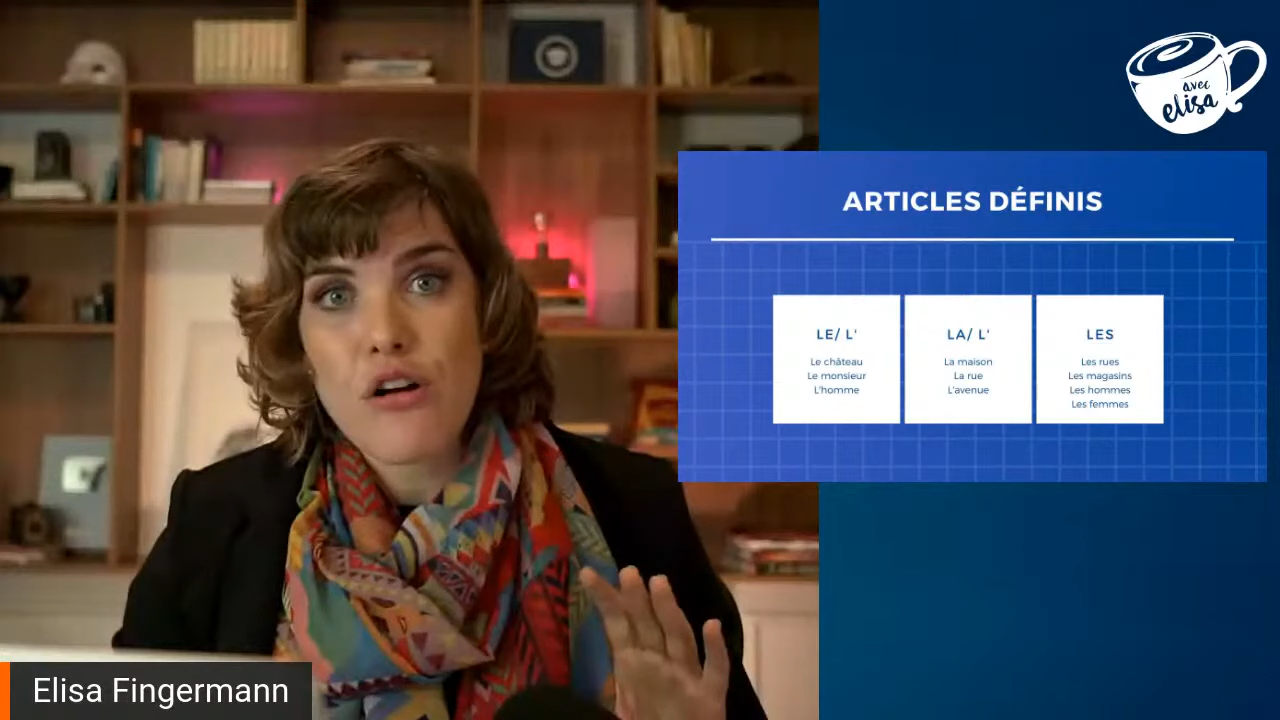 avec
elisa
ARTICLES DÉFINIS
LE/ L'
Le château
Le monsieur
L'homme
LA/ L'
La maison
La rue
L'avenue
LES
Les rues
Les magasins
Les hommes
Les femmes
Elisa Fingermann